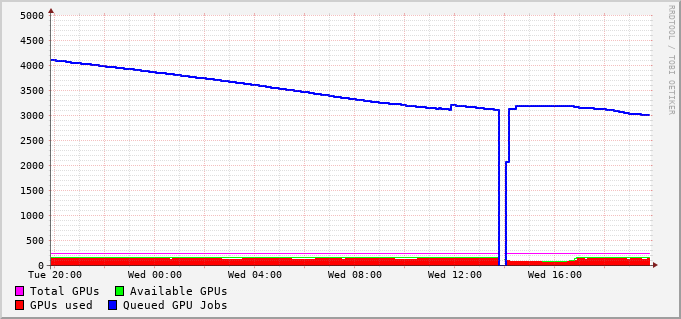 5000
4500
4000
3500
3000
2500
2000
1500
1000
500
0
Tue 20:00 Wed 00:00 Wed 04:00 Wed 08:00 Wed 12:00 Wed 16:00
Total GPUs Available GPUs
GPUs used Queued GPU Jobs
RRDTOOL / TOBI OETIKER